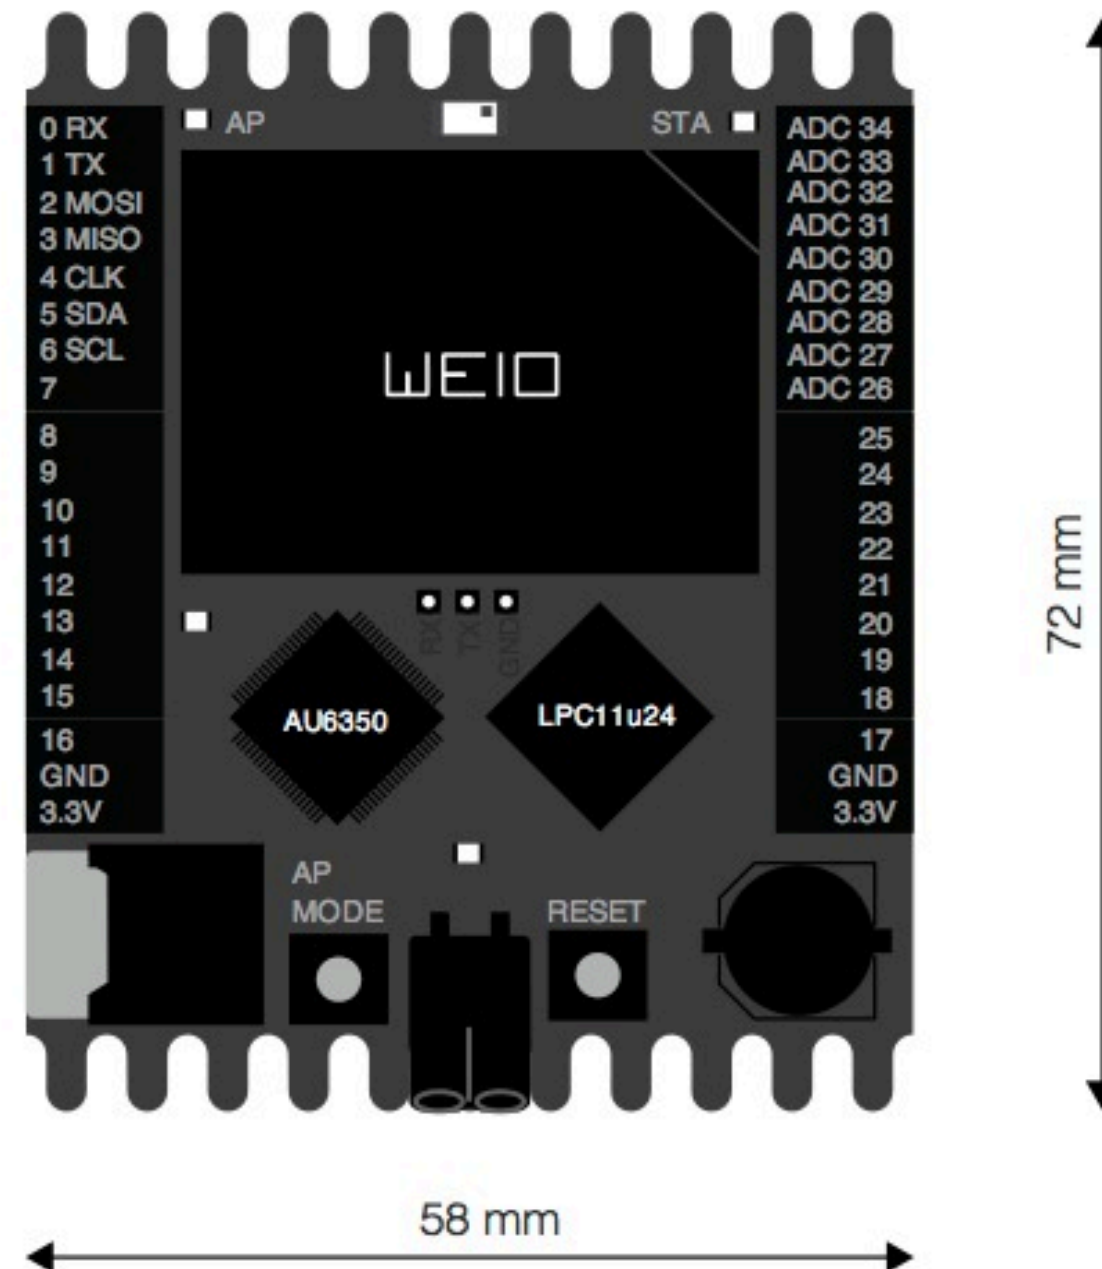 AP
STA
0 RX
1 TX
2 MOSI
3 MISO
4 CLK
5 SDA
6 SCL
7
8
9
10
11
12
13
14
15
16
GND
3.3V
WEIO
ADC 34
ADC 33
ADC 32
ADC 31
ADC 30
ADC 29
ADC 28
ADC 27
ADC 26
25
24
23
22
21
20
19
18
17
GND
3.3V
RX
TX
GND
AU6350
LPC11u24
AP
MODE
RESET
72 mm
58 mm